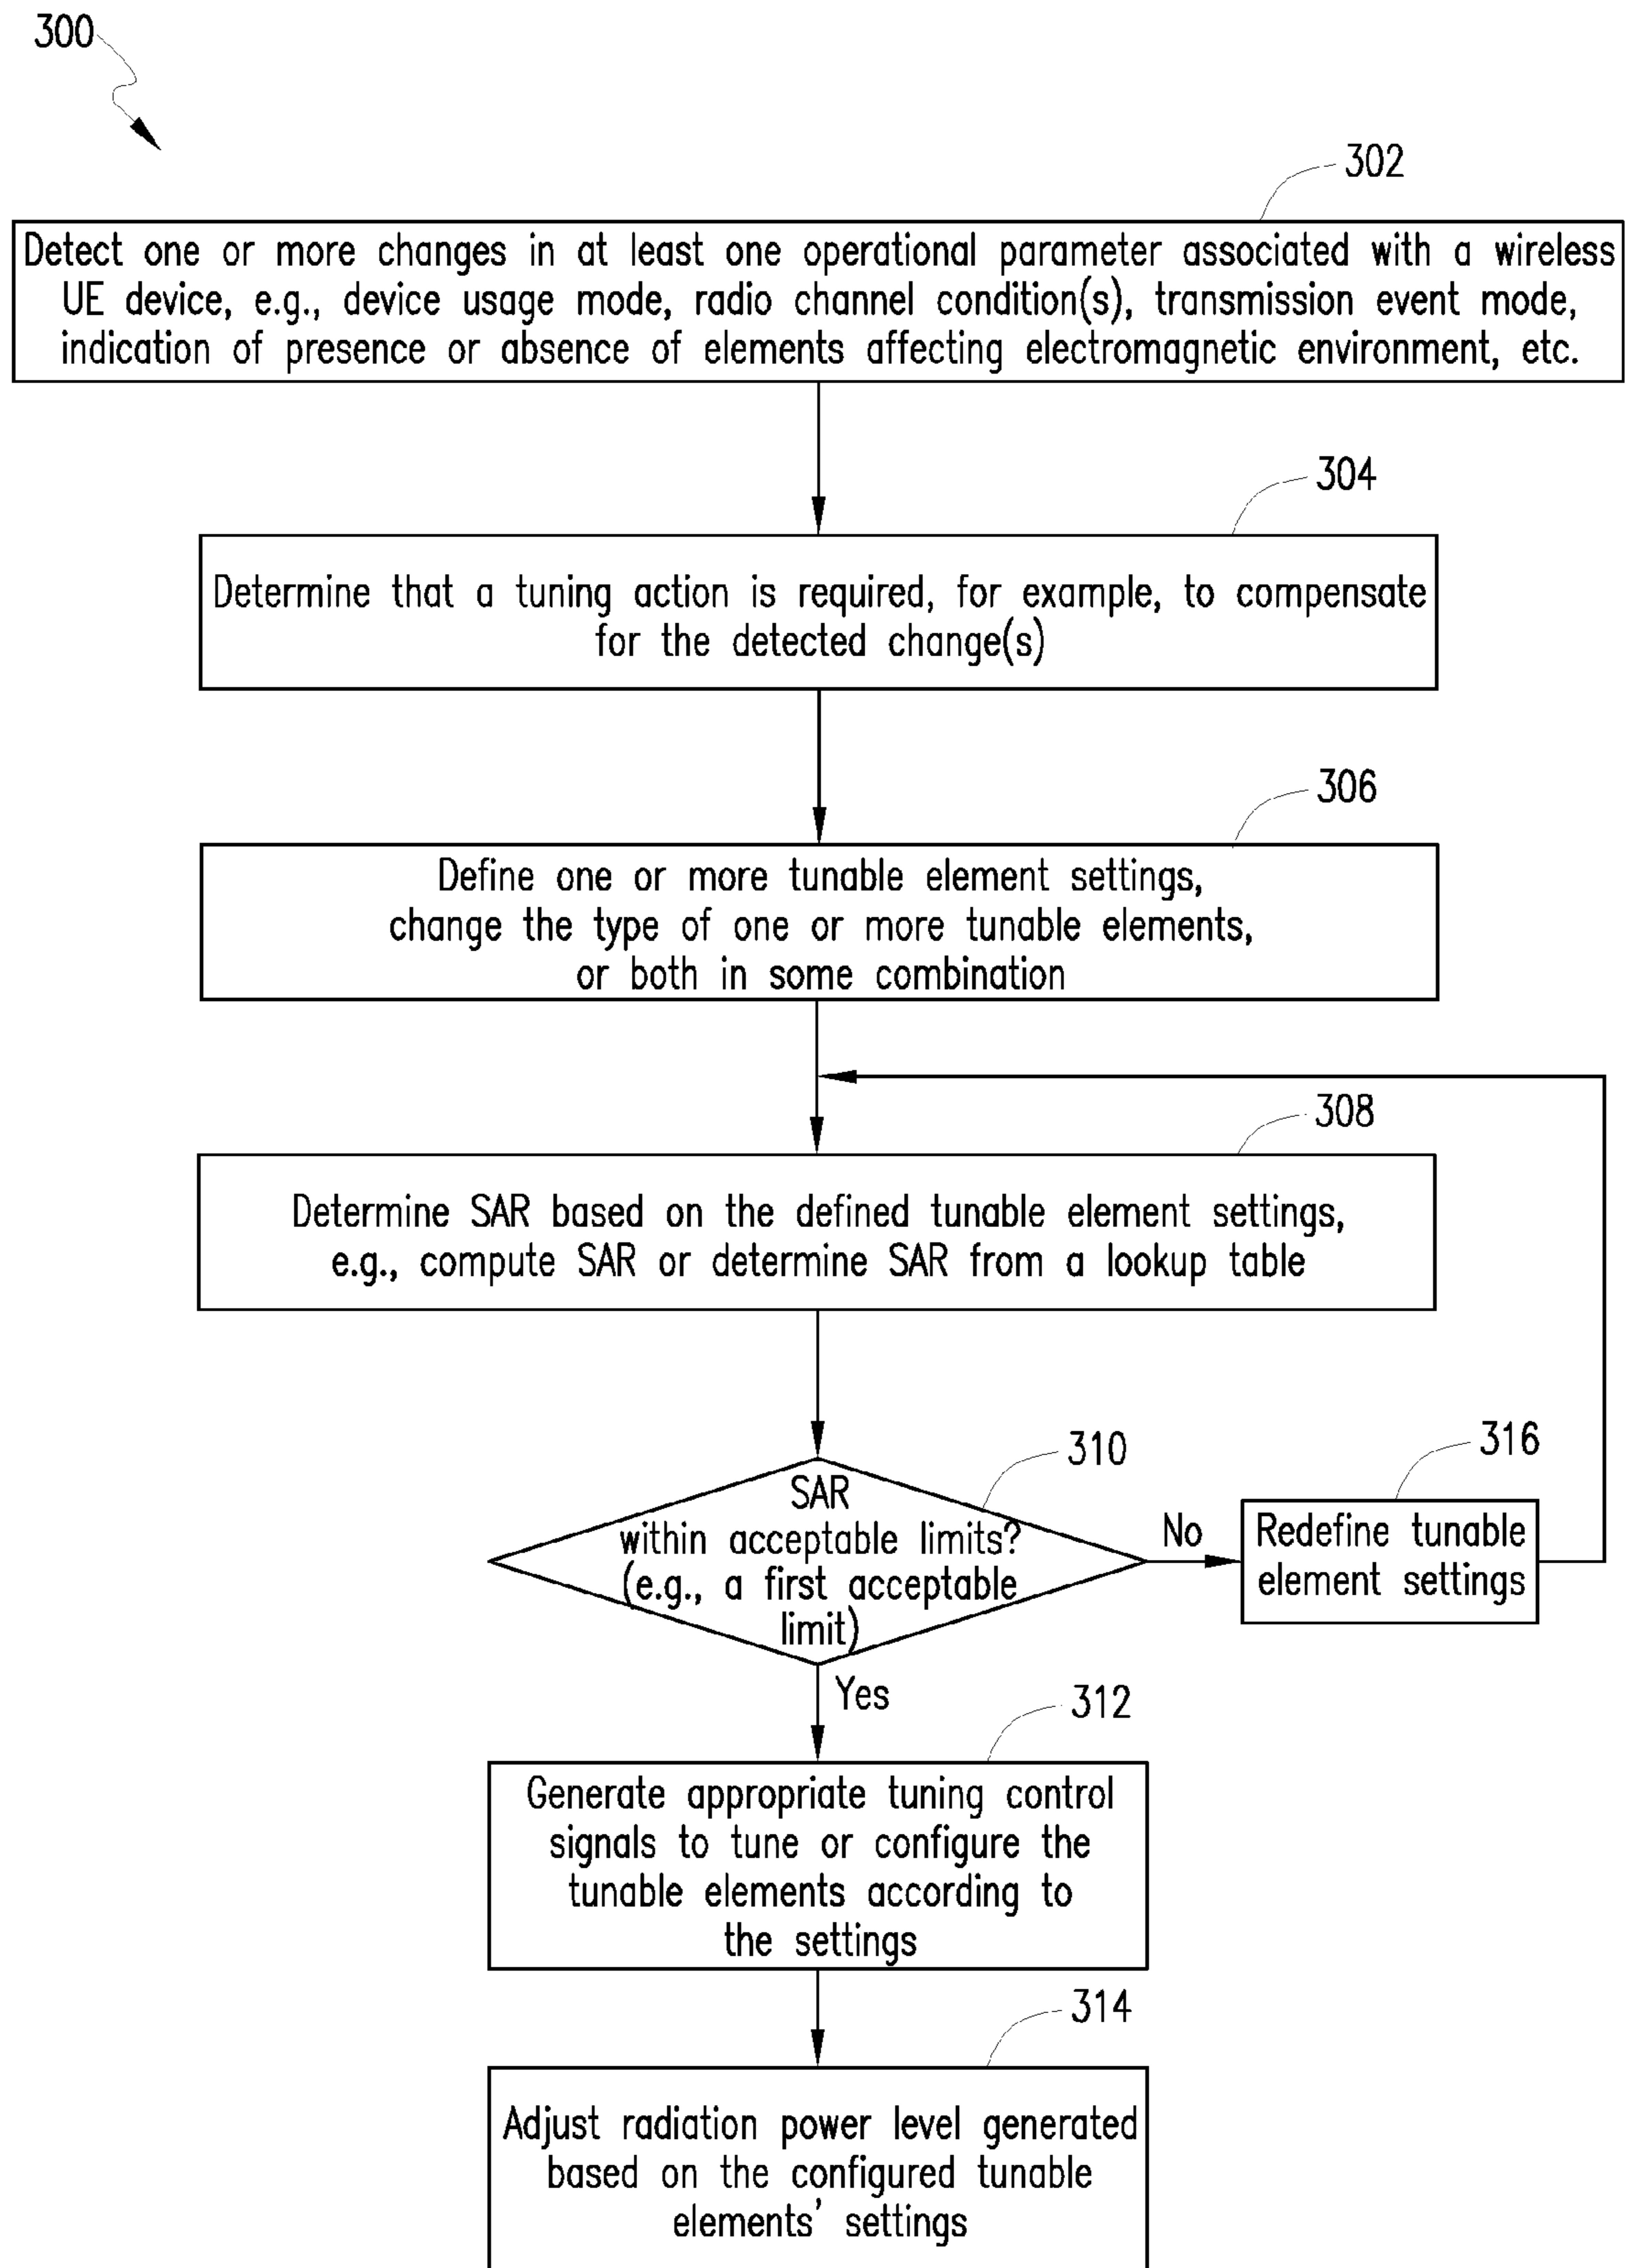 300
302
Detect one or more changes in at least one operational parameter associated with a wireless
UE device, e.g., device usage mode, radio channel condition(s), transmission event mode,
indication of presence or absence of elements affecting electromagnetic environment, etc.
304
Determine that a tuning action is required, for example, to compensate
for the detected change(s)
306
Define one or more tunable element settings,
change the type of one or more tunable elements,
or both in some combination
308
Determine SAR based on the defined tunable element settings,
e.g., compute SAR or determine SAR from a lookup table
310
SAR
within acceptable limits?
(e.g., a first acceptable
limit)
No
316
Redefine tunable
element settings
Yes
312
Generate appropriate tuning control
signals to tune or configure the
tunable elements according to
the settings
314
Adjust radiation power level generated
based on the configured tunable
elements' settings